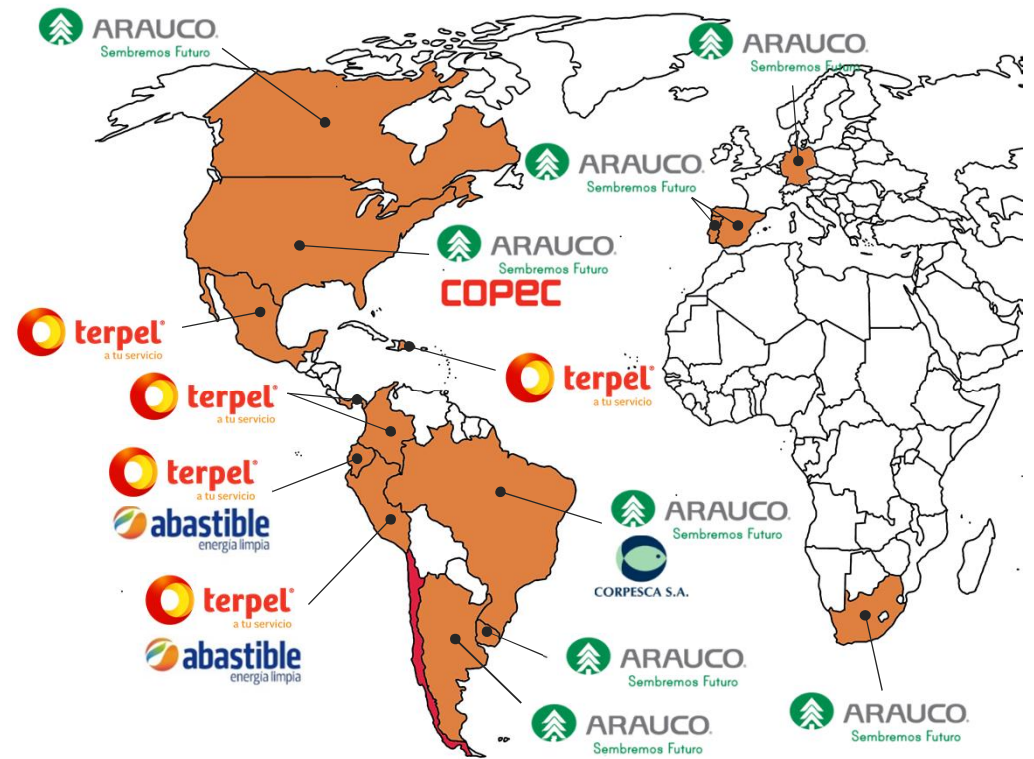 ARAUCO.
Sembremos Futuro
ARAUCO.
Sembremos Futuro
ARAUCO.
Sembremos Futuro
ARAUCO.
Sembremos Futuro
COPEC
terpel®
a tu servicio
terpel®
a tu servicio
terpel®
a tu servicio
terpel®
a tu servicio
abastible
energía limpia
ARAUCO.
Sembremos Futuro
CORPESCA S.A.
terpel®
a tu servicio
abastible
energía limpia
ARAUCO.
Sembremos Futuro
ARAUCO.
Sembremos Futuro
ARAUCO.
Sembremos Futuro